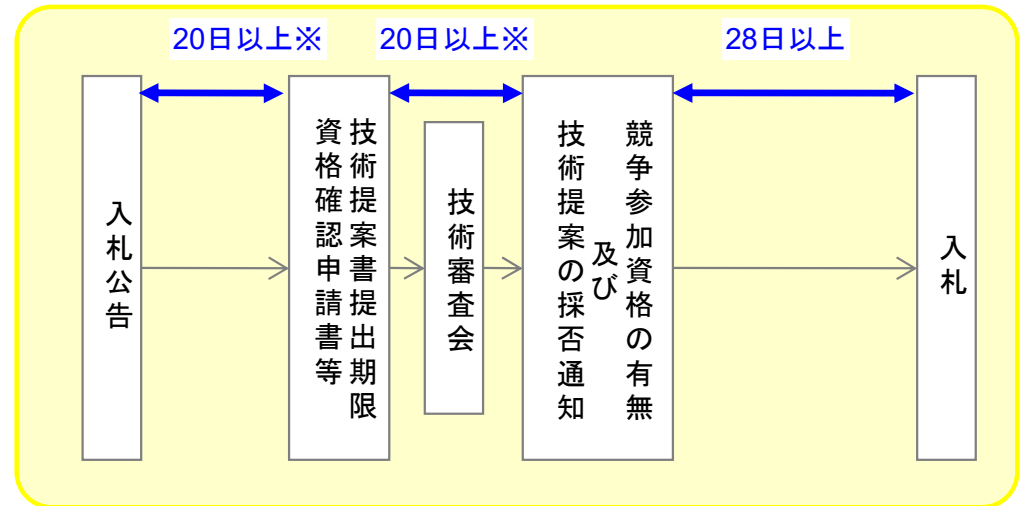 20日以上※
20日以上※
28日以上
入札公告
技術提案書提出期限
資格確認申請書等
技術審査会
競争参加資格の有無
及び
技術提案の採否通知
入札